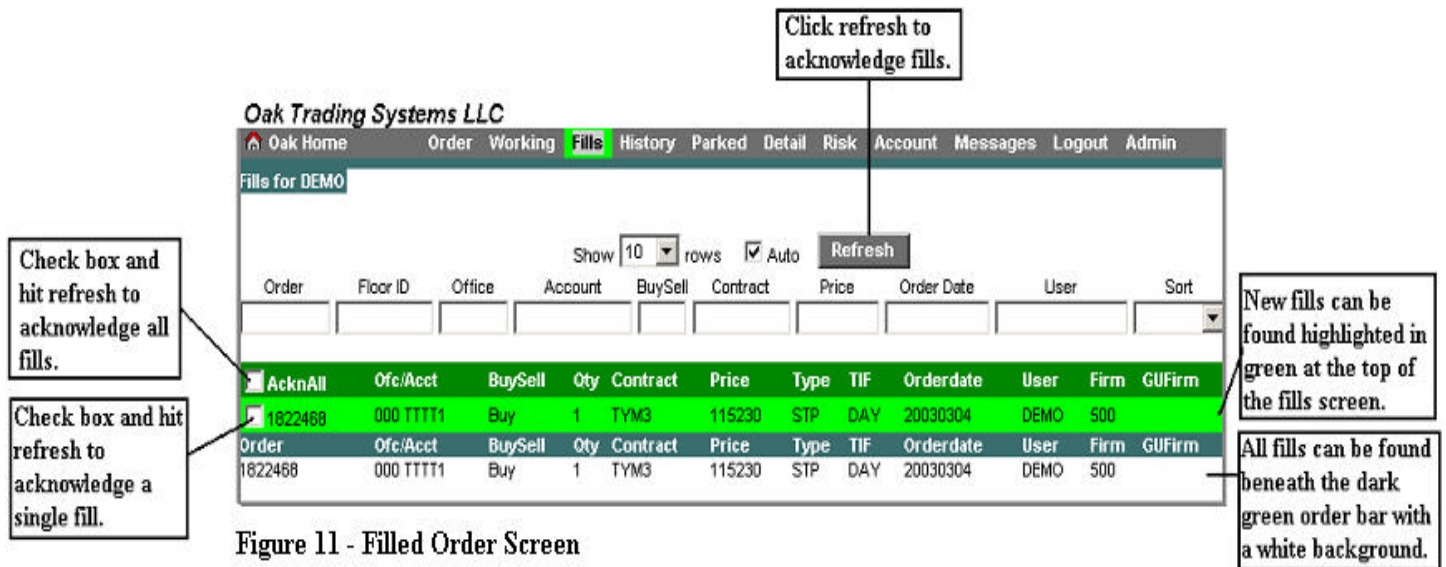 Click refresh to
acknowledge fills.
Oak Trading Systems LLC
Oak Home Order Working Fills History Parked Detail Risk Account Messages Logout Admin
Fills for DEMO
Show 10 rows Auto Refresh
Order Floor ID Office Account BuySell Contract Price Order Date User Sort
Check box and
hit refresh to
acknowledge all
fills.
AcknAll Ofc/Acct BuySell Qty Contract Price Type TIF Orderdate User Firm GUFirm
1822468 000 TTTT1 Buy 1 TYM3 115230 STP DAY 20030304 DEMO 500
Order Ofc/Acct BuySell Qty Contract Price Type TIF Orderdate User Firm GUFirm
1822468 000 TTTT1 Buy 1 TYM3 115230 STP DAY 20030304 DEMO 500
Check box and hit
refresh to
acknowledge a
single fill.
New fills can be
found highlighted in
green at the top of
the fills screen.
All fills can be found
beneath the dark
green order bar with
a white background.
Figure 11 - Filled Order Screen